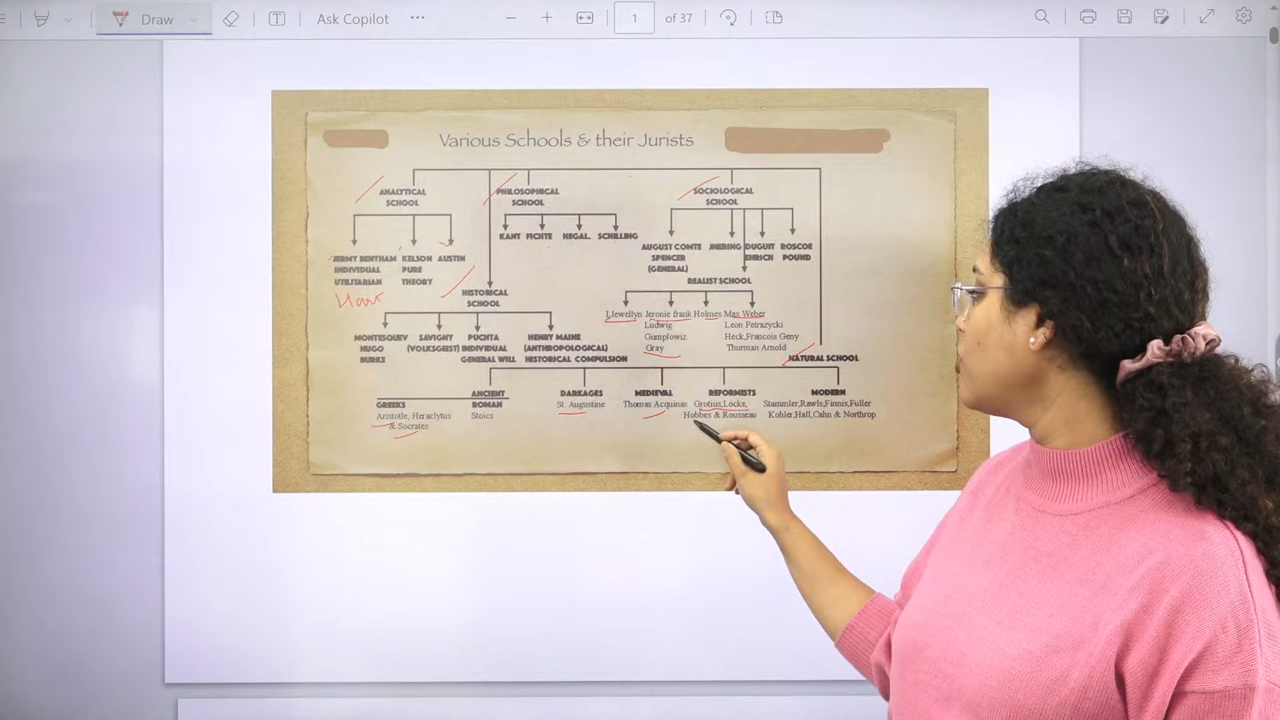 Draw
Ask Copilot
1 of 37
Various Schools & their Jurists
ANALYTICAL SCHOOL
PHILOSOPHICAL SCHOOL
SOCIOLOGICAL SCHOOL
KANT FICHTE HEGAL SCHILLING
AUGUST COMTE SPENCER (GENERAL)
JHERING
DUGUIT EHRICH
ROSCOE POUND
JERMY BENTHAM INDIVIDUAL UTILITARIAN
KELSON PURE THEORY
AUSTIN
Hart
HISTORICAL SCHOOL
REALIST SCHOOL
Llewellyn Jeronie frank Holmes Max Weber
Ludwig
Gumplowiz
Gray
Leon Petrazycki
Heck,Francois Geny
Thurman Arnold
MONTESQUEV HUGO BURKE
SAVIGNY (VOLKSGEIST)
PUCHTA INDIVIDUAL GENERAL WILL
HENRY MAINE (ANTHROPOLOGICAL) HISTORICAL COMPULSION
NATURAL SCHOOL
ANCIENT
GREEKS
Aristotle, Heraclytus
& Socrates
ROMAN
Stoics
DARKAGES
St. Augustine
MEDIEVAL
Thomas Acquinas
REFORMISTS
Grotius,Locke,
Hobbes & Rousseau
MODERN
Stammler,Rawls,Finnis,Fuller
Kohler,Hall,Cahn & Northrop